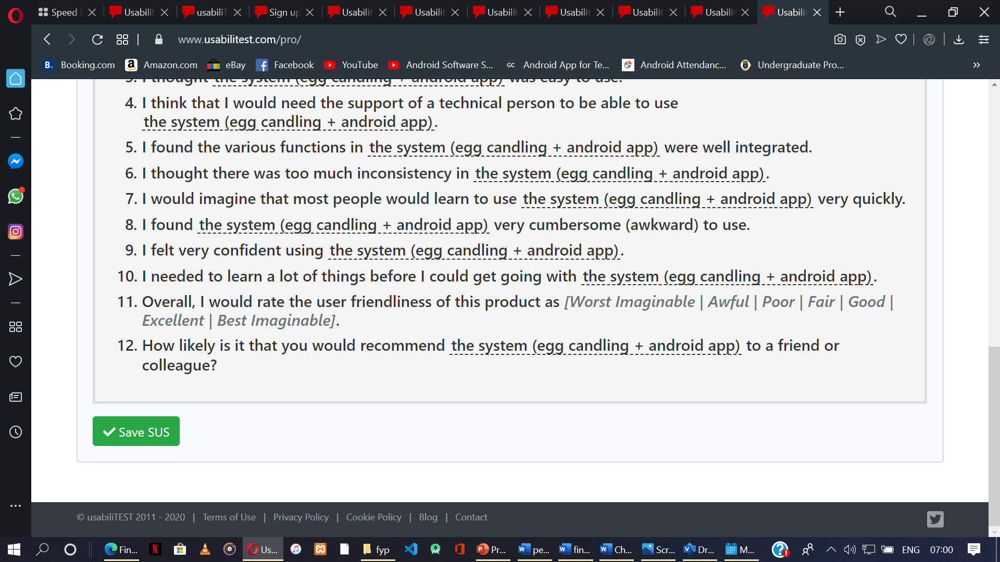 Speed
Usabilit
usabiliT
Sign up
Usabilit
Usabilit
Usabilit
Usabilit
Usabilit
Usabilit
Usabilit
www.usabilitest.com/pro/
Booking.com
Amazon.com
eBay
Facebook
YouTube
Android Software S...
GC Android App for Te...
Android Attendanc...
Undergraduate Pro...
3. I thought the system (egg candling + android app) was easy to use.
4. I think that I would need the support of a technical person to be able to use
the system (egg candling + android app).
5. I found the various functions in the system (egg candling + android app) were well integrated.
6. I thought there was too much inconsistency in the system (egg candling + android app).
7. I would imagine that most people would learn to use the system (egg candling + android app) very quickly.
8. I found the system (egg candling + android app) very cumbersome (awkward) to use.
9. I felt very confident using the system (egg candling + android app).
10. I needed to learn a lot of things before I could get going with the system (egg candling + android app).
11. Overall, I would rate the user friendliness of this product as [Worst Imaginable | Awful | Poor | Fair | Good |
Excellent | Best Imaginable].
12. How likely is it that you would recommend the system (egg candling + android app) to a friend or
colleague?
Save SUS
© usabiliTEST 2011 - 2020 | Terms of Use | Privacy Policy | Cookie Policy | Blog | Contact
Fin...
Us...
fyp
Pr...
pe...
fin...
Ch...
Scr...
Dr...
M...
ENG
07:00